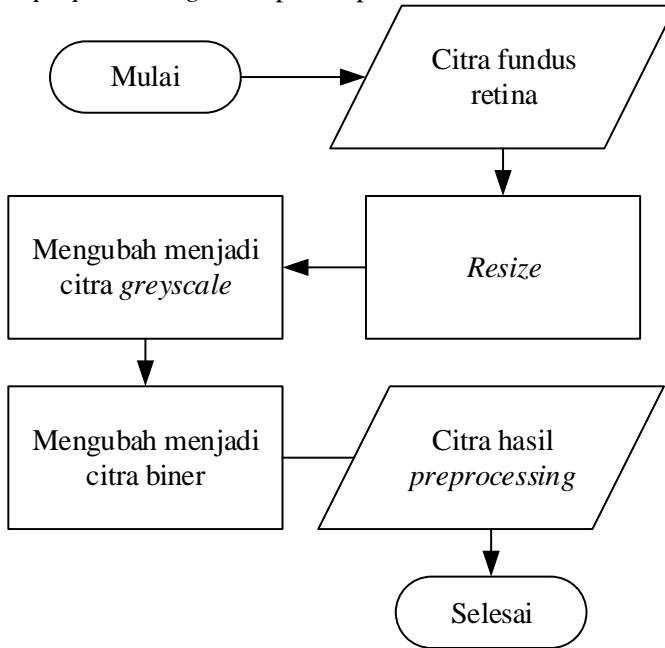 Mulai
Citra fundus
retina
Resize
Mengubah menjadi
citra greyscale
Mengubah menjadi
citra biner
Citra hasil
preprocessing
Selesai